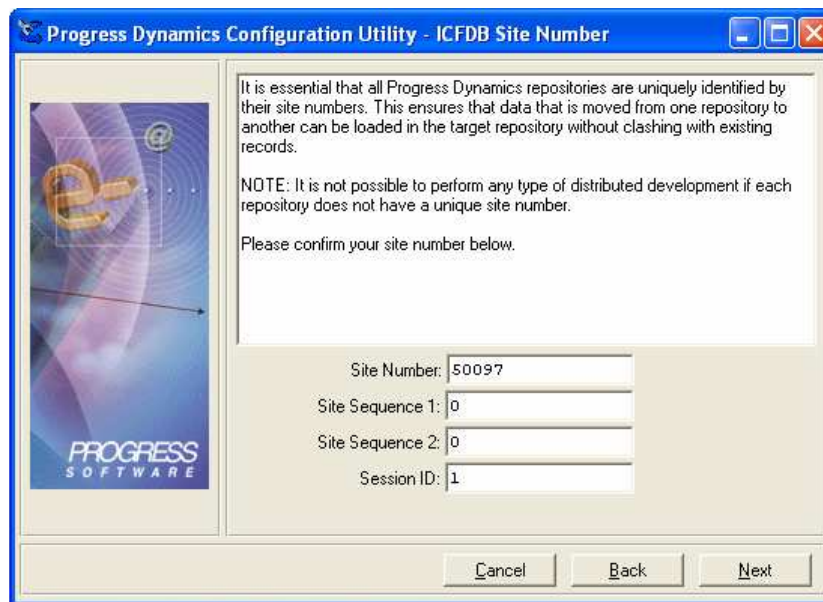 Progress Dynamics Configuration Utility - ICFDB Site Number
It is essential that all Progress Dynamics repositories are uniquely identified by
their site numbers. This ensures that data that is moved from one repository to
another can be loaded in the target repository without clashing with existing
records.
NOTE: It is not possible to perform any type of distributed development if each
repository does not have a unique site number.
Please confirm your site number below.
@
e-
PROGRESS
SOFTWARE
Site Number: 50097
Site Sequence 1: 0
Site Sequence 2: 0
Session ID: 1
Cancel Back Next